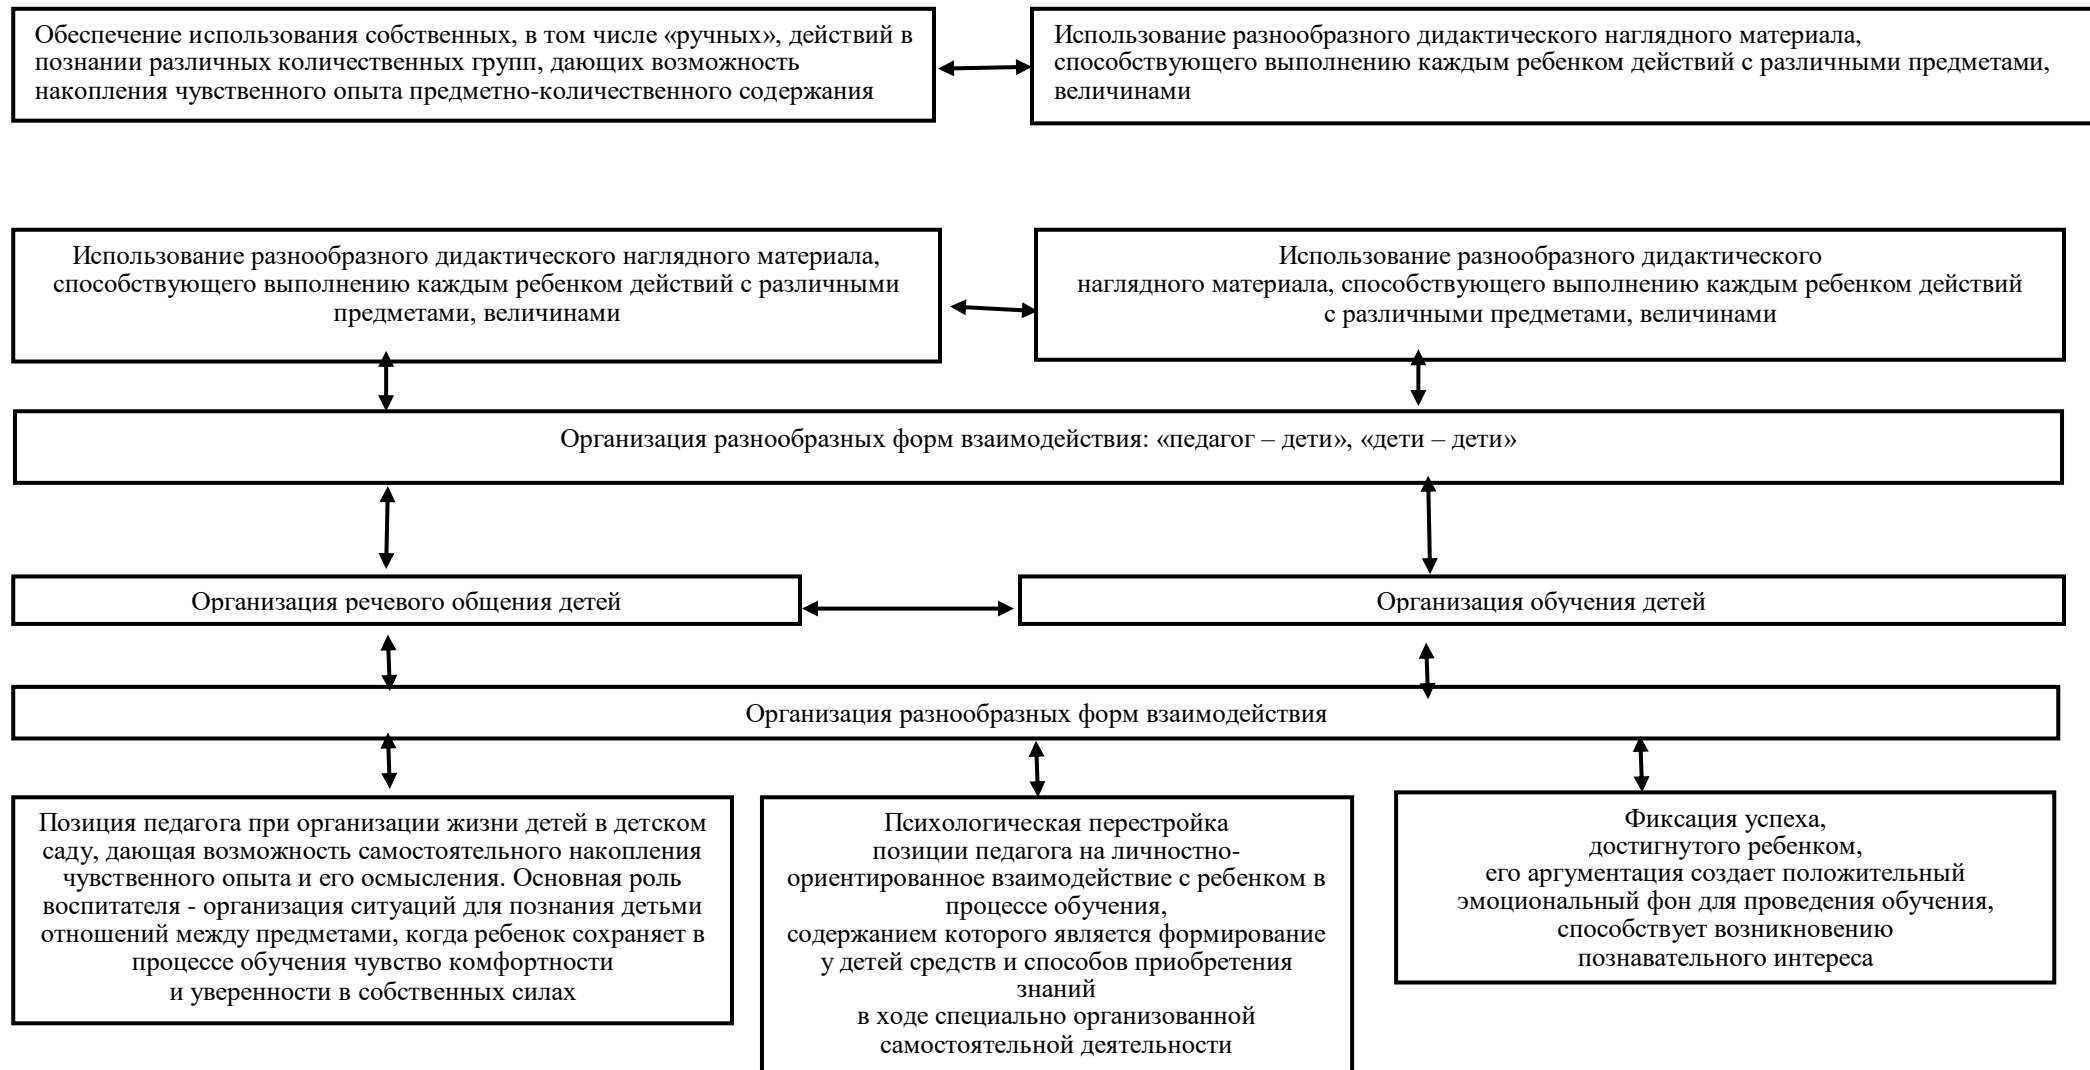 Обеспечение использования собственных, в том числе «ручных», действий в
познании различных количественных групп, дающих возможность
накопления чувственного опыта предметно-количественного содержания
Использование разнообразного дидактического наглядного материала,
способствующего выполнению каждым ребенком действий с различными предметами,
величинами
Использование разнообразного дидактического наглядного материала,
способствующего выполнению каждым ребенком действий с различными
предметами, величинами
Использование разнообразного дидактического
наглядного материала, способствующего выполнению каждым ребенком действий
с различными предметами, величинами
Организация разнообразных форм взаимодействия: «педагог – дети», «дети – дети»
Организация речевого общения детей
Организация обучения детей
Организация разнообразных форм взаимодействия
Позиция педагога при организации жизни детей в детском
саду, дающая возможность самостоятельного накопления
чувственного опыта и его осмысления. Основная роль
воспитателя - организация ситуаций для познания детьми
отношений между предметами, когда ребенок сохраняет в
процессе обучения чувство комфортности
и уверенности в собственных силах
Психологическая перестройка
позиции педагога на личностно-
ориентированное взаимодействие с ребенком в
процессе обучения,
содержанием которого является формирование
у детей средств и способов приобретения
знаний
в ходе специально организованной
самостоятельной деятельности
Фиксация успеха,
достигнутого ребенком,
его аргументация создает положительный
эмоциональный фон для проведения обучения,
способствует возникновению
познавательного интереса